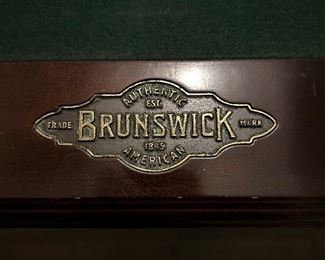 AUTHENTIC
EST.
TRADE BRUNSWICK MARK
1845
AMERICAN